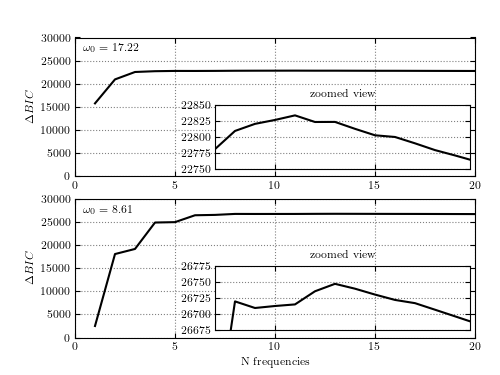 30000
ω₀ = 17.22
25000
20000
ΔBIC
15000
10000
5000
0
zoomed view
22850
22825
22800
22775
22750
0 5 10 15 20
30000
ω₀ = 8.61
25000
20000
ΔBIC
15000
10000
5000
0
zoomed view
26775
26750
26725
26700
26675
0 5 10 15 20
N frequencies